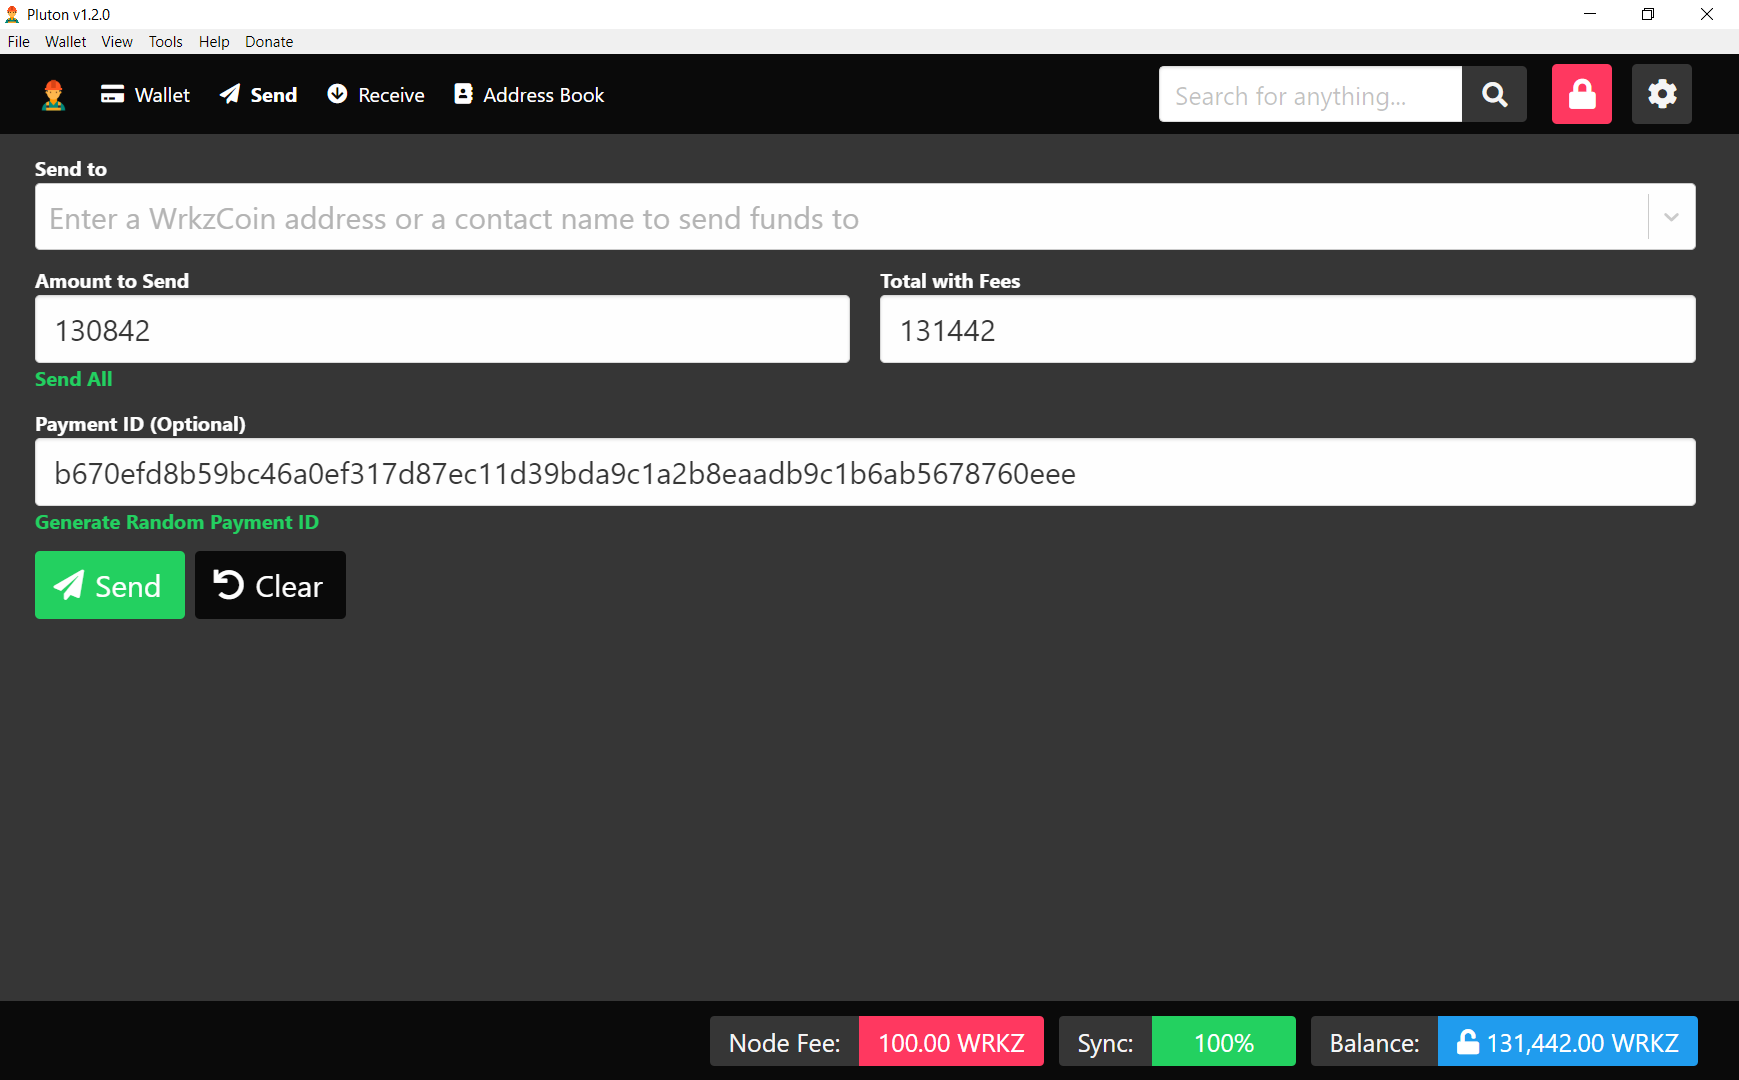 Pluton v1.2.0
File Wallet View Tools Help Donate
Wallet Send Receive Address Book Search for anything...
Send to
Enter a WrkzCoin address or a contact name to send funds to
Amount to Send Total with Fees
130842 131442
Send All
Payment ID (Optional)
b670efd8b59bc46a0ef317d87ec11d39bda9c1a2b8eaadb9c1b6ab5678760eee
Generate Random Payment ID
Send Clear
Node Fee: 100.00 WRKZ Sync: 100% Balance: 131,442.00 WRKZ